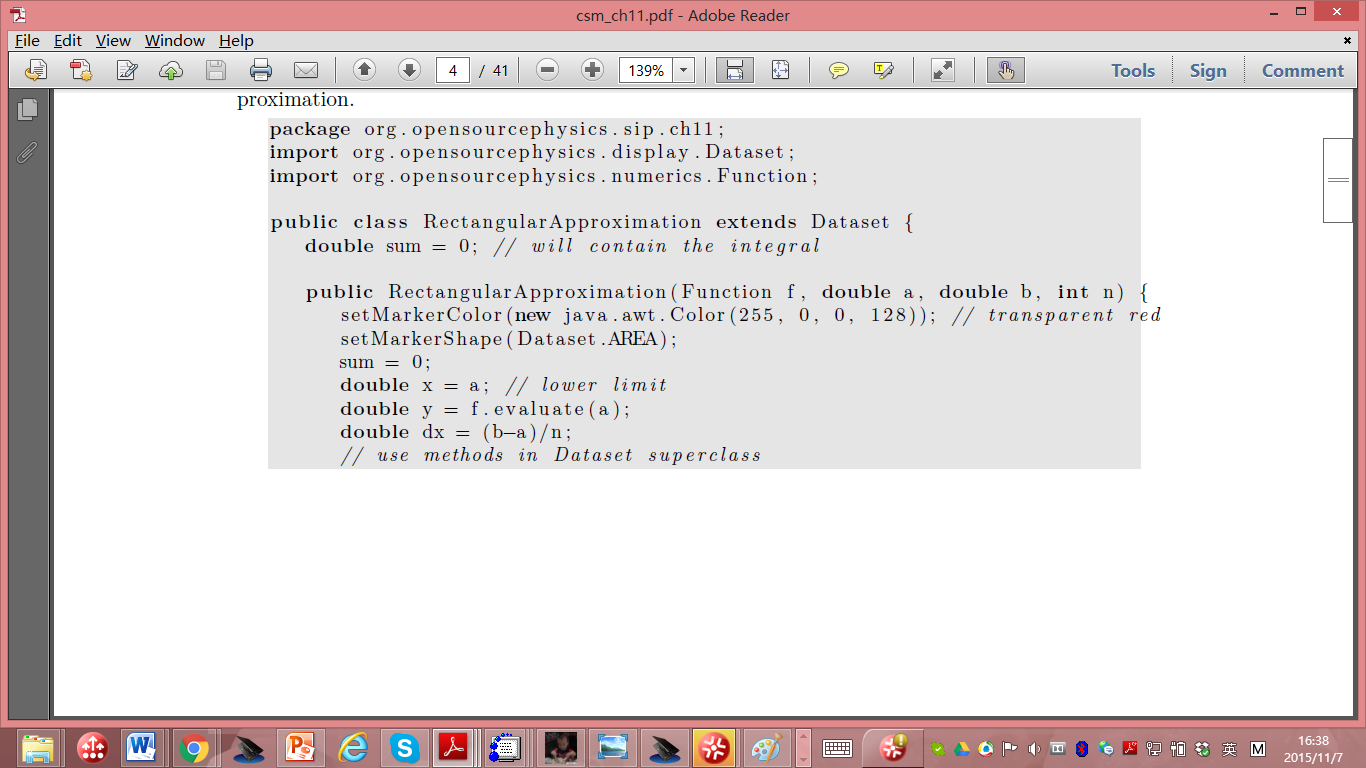 csm_ch11.pdf - Adobe Reader
File Edit View Window Help
4 / 41 139% Tools Sign Comment
proximation.
package org.opensourcephysics.sip.ch11;
import org.opensourcephysics.display.Dataset;
import org.opensourcephysics.numerics.Function;
public class RectangularApproximation extends Dataset {
double sum = 0; // will contain the integral
public RectangularApproximation(Function f, double a, double b, int n) {
setMarkerColor(new java.awt.Color(255, 0, 0, 128)); // transparent red
setMarkerShape(Dataset.AREA);
sum = 0;
double x = a; // lower limit
double y = f.evaluate(a);
double dx = (b−a)/n;
// use methods in Dataset superclass
英 M
16:38
2015/11/7